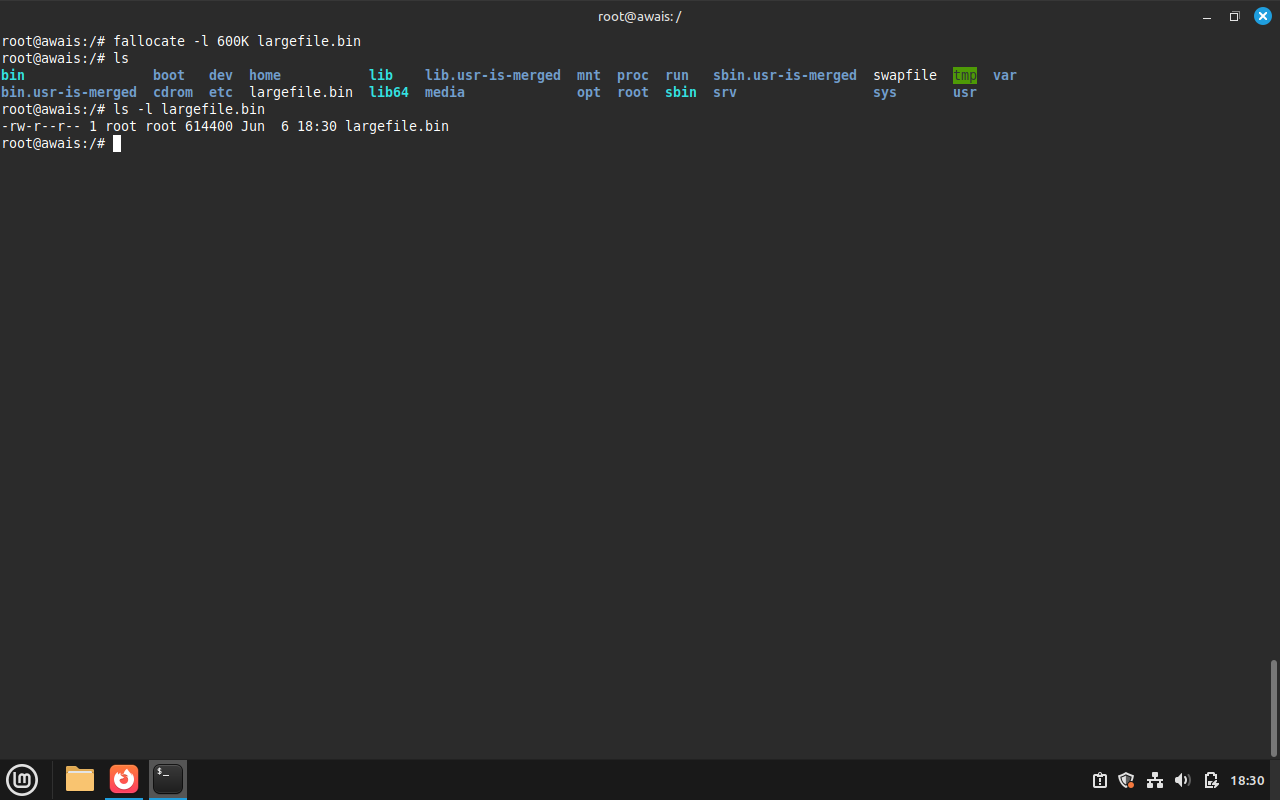 root@awais: /
root@awais:/# fallocate -l 600K largefile.bin
root@awais:/# ls
bin                boot   dev  home          lib    lib.usr-is-merged  mnt  proc  run   sbin.usr-is-merged  swapfile  tmp  var
bin.usr-is-merged  cdrom  etc  largefile.bin  lib64  media              opt  root  sbin  srv                 sys       usr
root@awais:/# ls -l largefile.bin
-rw-r--r-- 1 root root 614400 Jun  6 18:30 largefile.bin
root@awais:/#
$_
18:30